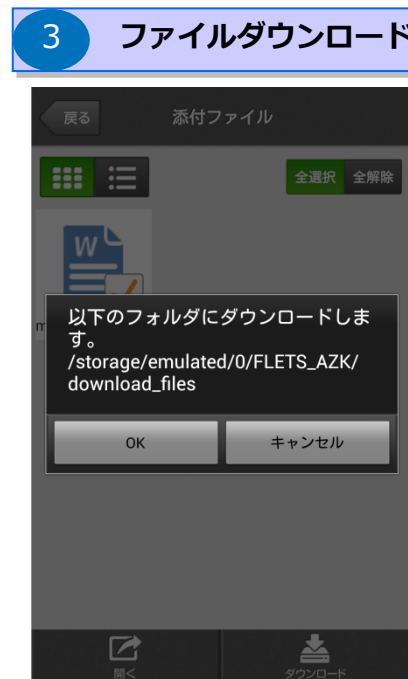 3 ファイルダウンロード
戻る 添付ファイル
全選択 全解除
W
m
以下のフォルダにダウンロードしま
す。
/storage/emulated/0/FLETS_AZK/
download_files
OK キャンセル
開く ダウンロード